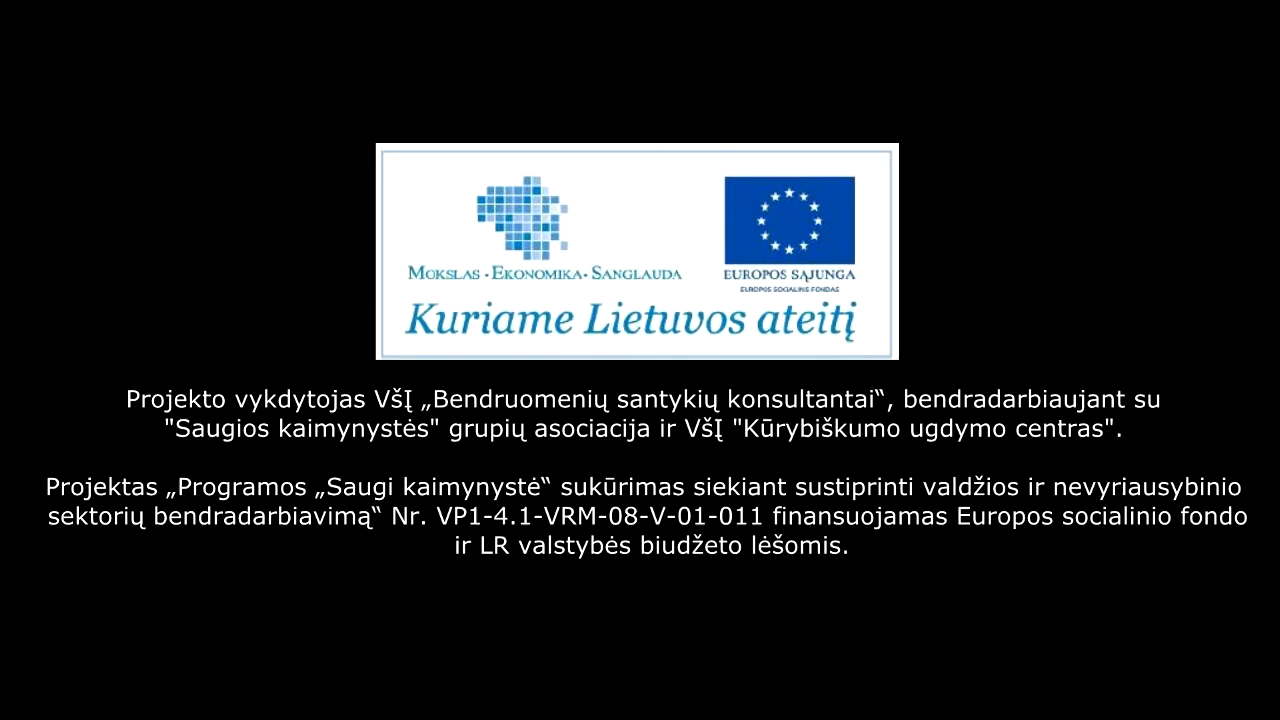 MOKSLAS • EKONOMIKA • SANGLAUDA
EUROPOS SĄJUNGA
EUROPOS SOCIALINIS FONDAS
Kuriame Lietuvos ateitį
Projekto vykdytojas VšĮ „Bendruomenių santykių konsultantai“, bendradarbiaujant su
"Saugios kaimynystės" grupių asociacija ir VšĮ "Kūrybiškumo ugdymo centras".
Projektas „Programos „Saugi kaimynystė“ sukūrimas siekiant sustiprinti valdžios ir nevyriausybinio
sektorių bendradarbiavimą“ Nr. VP1-4.1-VRM-08-V-01-011 finansuojamas Europos socialinio fondo
ir LR valstybės biudžeto lėšomis.